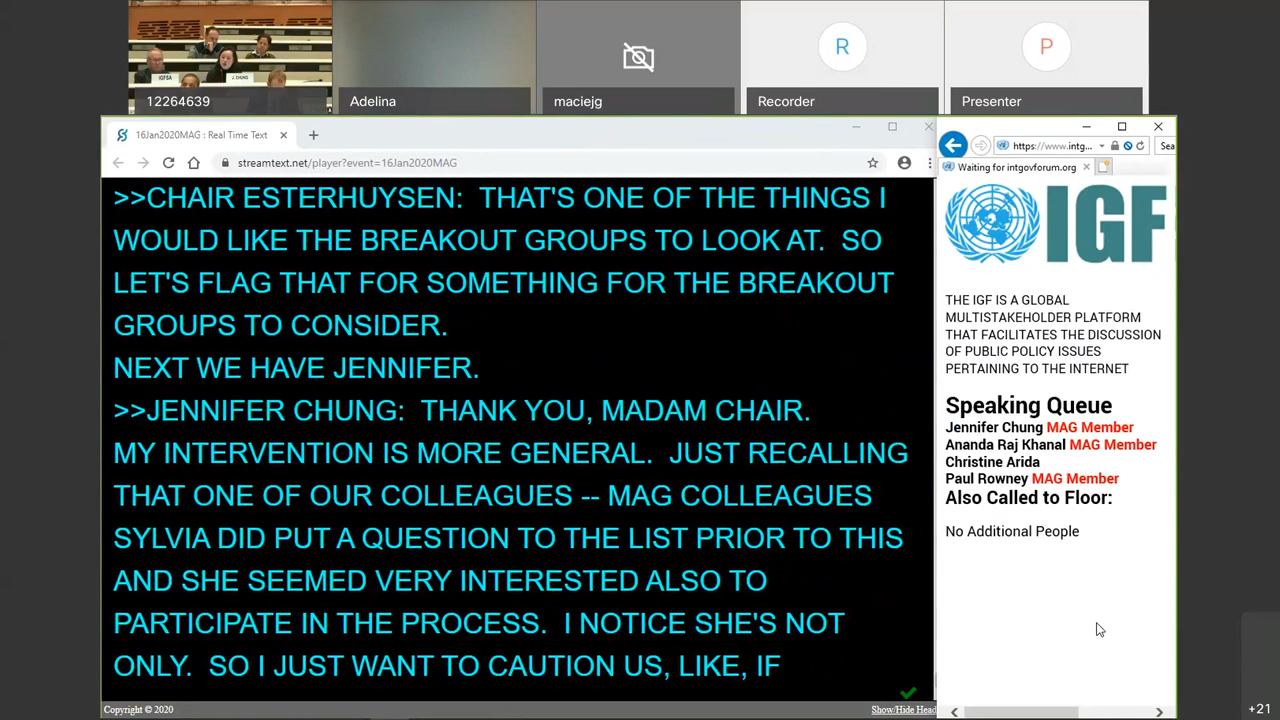 IGFSA
J. CHUNG
12264639
Adelina
maciejg
R
Recorder
P
Presenter
16Jan2020MAG : Real Time Text
streamtext.net/player?event=16Jan2020MAG
>>CHAIR ESTERHUYSEN:  THAT'S ONE OF THE THINGS I
WOULD LIKE THE BREAKOUT GROUPS TO LOOK AT.  SO
LET'S FLAG THAT FOR SOMETHING FOR THE BREAKOUT
GROUPS TO CONSIDER.
NEXT WE HAVE JENNIFER.
>>JENNIFER CHUNG:  THANK YOU, MADAM CHAIR.
MY INTERVENTION IS MORE GENERAL.  JUST RECALLING
THAT ONE OF OUR COLLEAGUES -- MAG COLLEAGUES
SYLVIA DID PUT A QUESTION TO THE LIST PRIOR TO THIS
AND SHE SEEMED VERY INTERESTED ALSO TO
PARTICIPATE IN THE PROCESS.  I NOTICE SHE'S NOT
ONLY.  SO I JUST WANT TO CAUTION US, LIKE, IF
Copyright © 2020
Show/Hide Head
https://www.intg...
Sea
Waiting for intgovforum.org
IGF
THE IGF IS A GLOBAL
MULTISTAKEHOLDER PLATFORM
THAT FACILITATES THE DISCUSSION
OF PUBLIC POLICY ISSUES
PERTAINING TO THE INTERNET
Speaking Queue
Jennifer Chung MAG Member
Ananda Raj Khanal MAG Member
Christine Arida
Paul Rowney MAG Member
Also Called to Floor:
No Additional People
+21